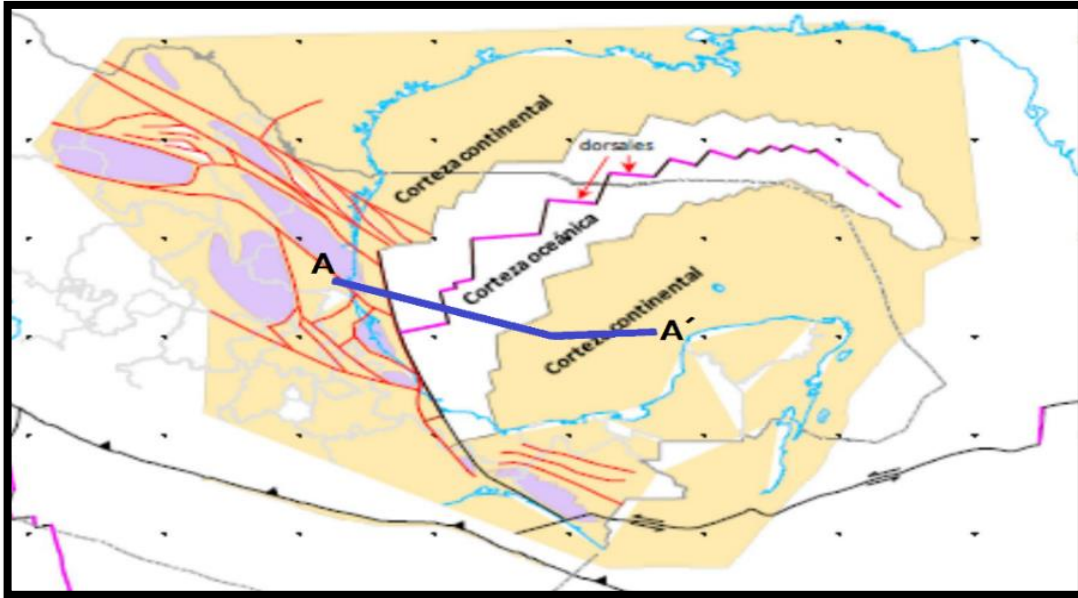 Corteza continental
dorsales
Corteza oceánica
A
Corteza continental
A´